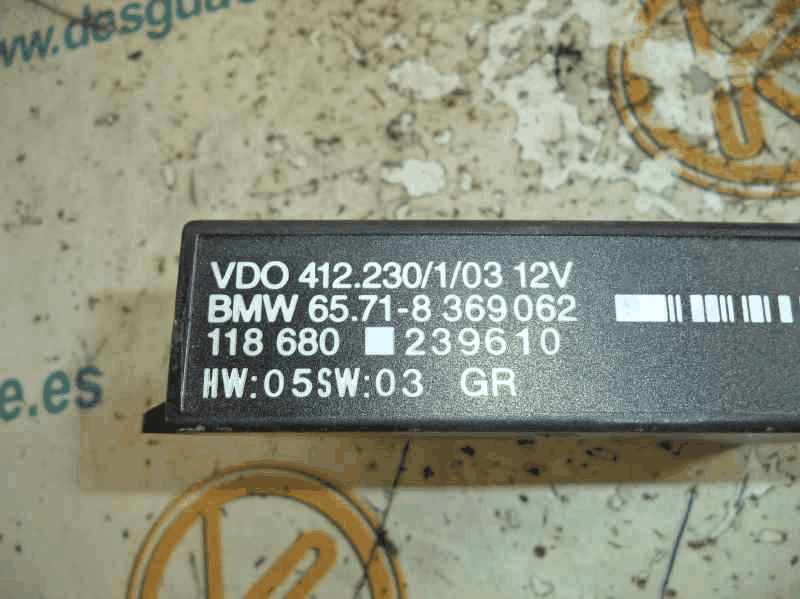 www.desgua
VDO 412.230/1/03 12V
BMW 65.71-8 369062
118 680 239610
HW:05SW:03 GR
e.es